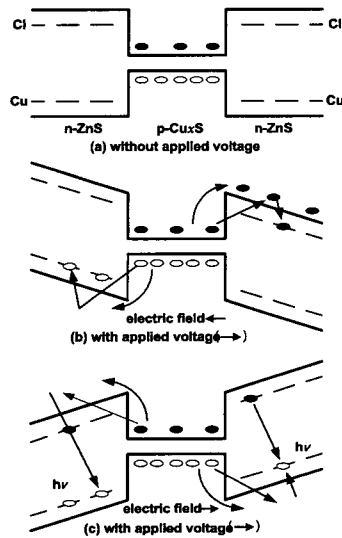 Cl Cl
Cu Cu
n-ZnS p-CuxS n-ZnS
(a) without applied voltage
electric field←
(b) with applied voltage(→)
hν
hν
electric field→
(c) with applied voltage(→)